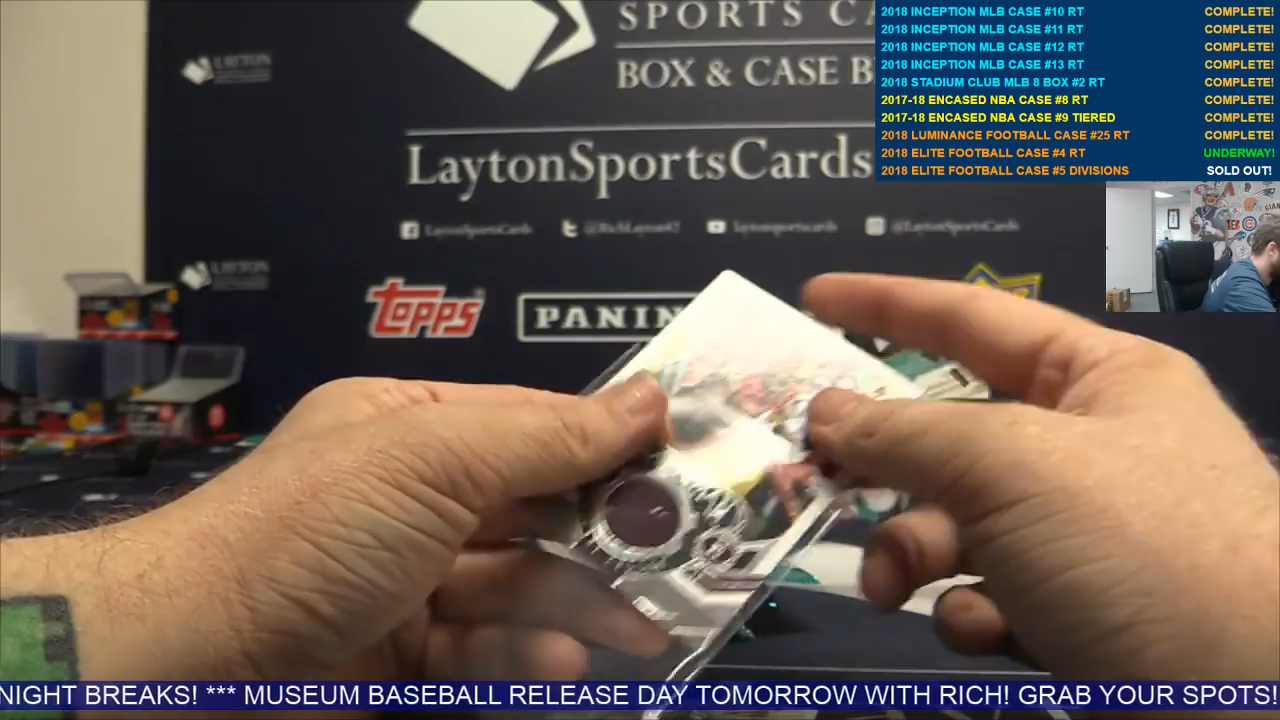 SPORTS CA
BOX & CASE B
LaytonSportsCards
LaytonSportsCards
@RichLayton47
laytonsportscards
@LaytonSportsCards
LAYTON
LAYTON
TOPPS
PANIN
2018 INCEPTION MLB CASE #10 RT COMPLETE!
2018 INCEPTION MLB CASE #11 RT COMPLETE!
2018 INCEPTION MLB CASE #12 RT COMPLETE!
2018 INCEPTION MLB CASE #13 RT COMPLETE!
2018 STADIUM CLUB MLB 8 BOX #2 RT COMPLETE!
2017-18 ENCASED NBA CASE #8 RT COMPLETE!
2017-18 ENCASED NBA CASE #9 TIERED COMPLETE!
2018 LUMINANCE FOOTBALL CASE #25 RT COMPLETE!
2018 ELITE FOOTBALL CASE #4 RT UNDERWAY!
2018 ELITE FOOTBALL CASE #5 DIVISIONS SOLD OUT!
NIGHT BREAKS! *** MUSEUM BASEBALL RELEASE DAY TOMORROW WITH RICH! GRAB YOUR SPOTS!